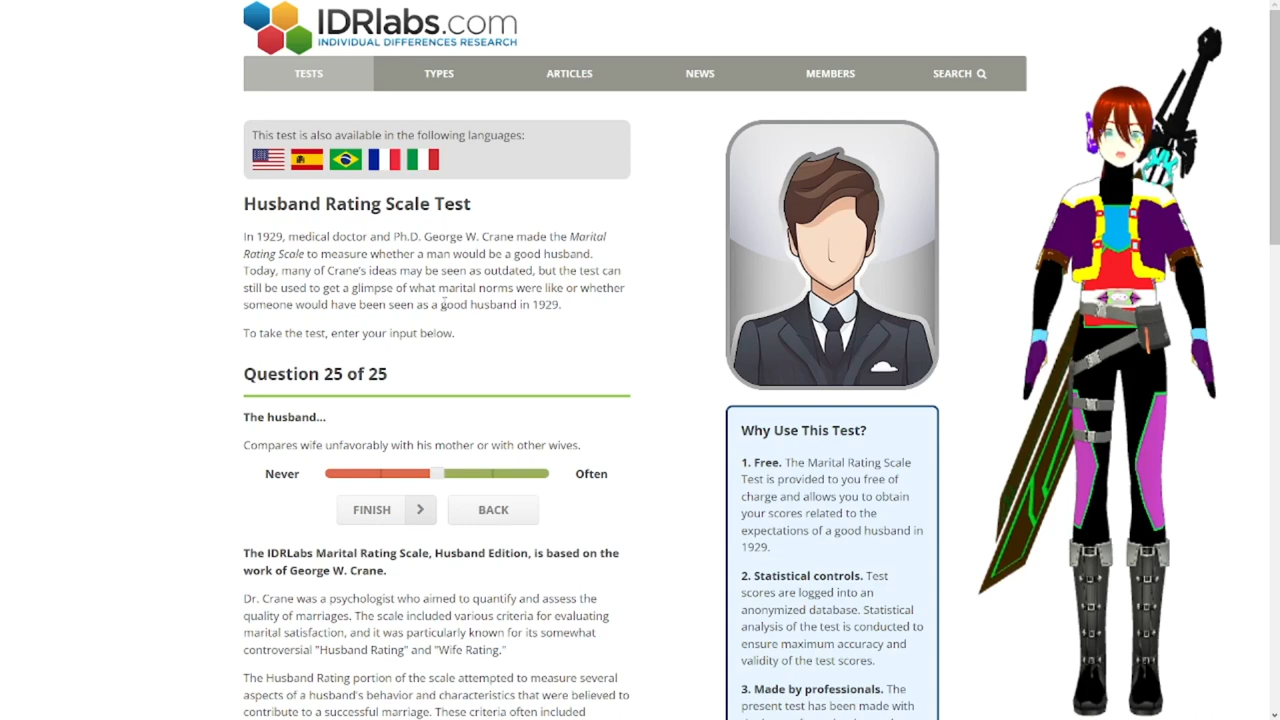 IDRlabs.com
INDIVIDUAL DIFFERENCES RESEARCH
TESTS
TYPES
ARTICLES
NEWS
MEMBERS
SEARCH
This test is also available in the following languages:
Husband Rating Scale Test
In 1929, medical doctor and Ph.D. George W. Crane made the Marital
Rating Scale to measure whether a man would be a good husband.
Today, many of Crane's ideas may be seen as outdated, but the test can
still be used to get a glimpse of what marital norms were like or whether
someone would have been seen as a good husband in 1929.
To take the test, enter your input below.
Question 25 of 25
The husband...
Compares wife unfavorably with his mother or with other wives.
Never
Often
FINISH
BACK
The IDRLabs Marital Rating Scale, Husband Edition, is based on the
work of George W. Crane.
Dr. Crane was a psychologist who aimed to quantify and assess the
quality of marriages. The scale included various criteria for evaluating
marital satisfaction, and it was particularly known for its somewhat
controversial "Husband Rating" and "Wife Rating."
The Husband Rating portion of the scale attempted to measure several
aspects of a husband's behavior and characteristics that were believed to
contribute to a successful marriage. These criteria often included
Why Use This Test?
1. Free. The Marital Rating Scale
Test is provided to you free of
charge and allows you to obtain
your scores related to the
expectations of a good husband in
1929.
2. Statistical controls. Test
scores are logged into an
anonymized database. Statistical
analysis of the test is conducted to
ensure maximum accuracy and
validity of the test scores.
3. Made by professionals. The
present test has been made with